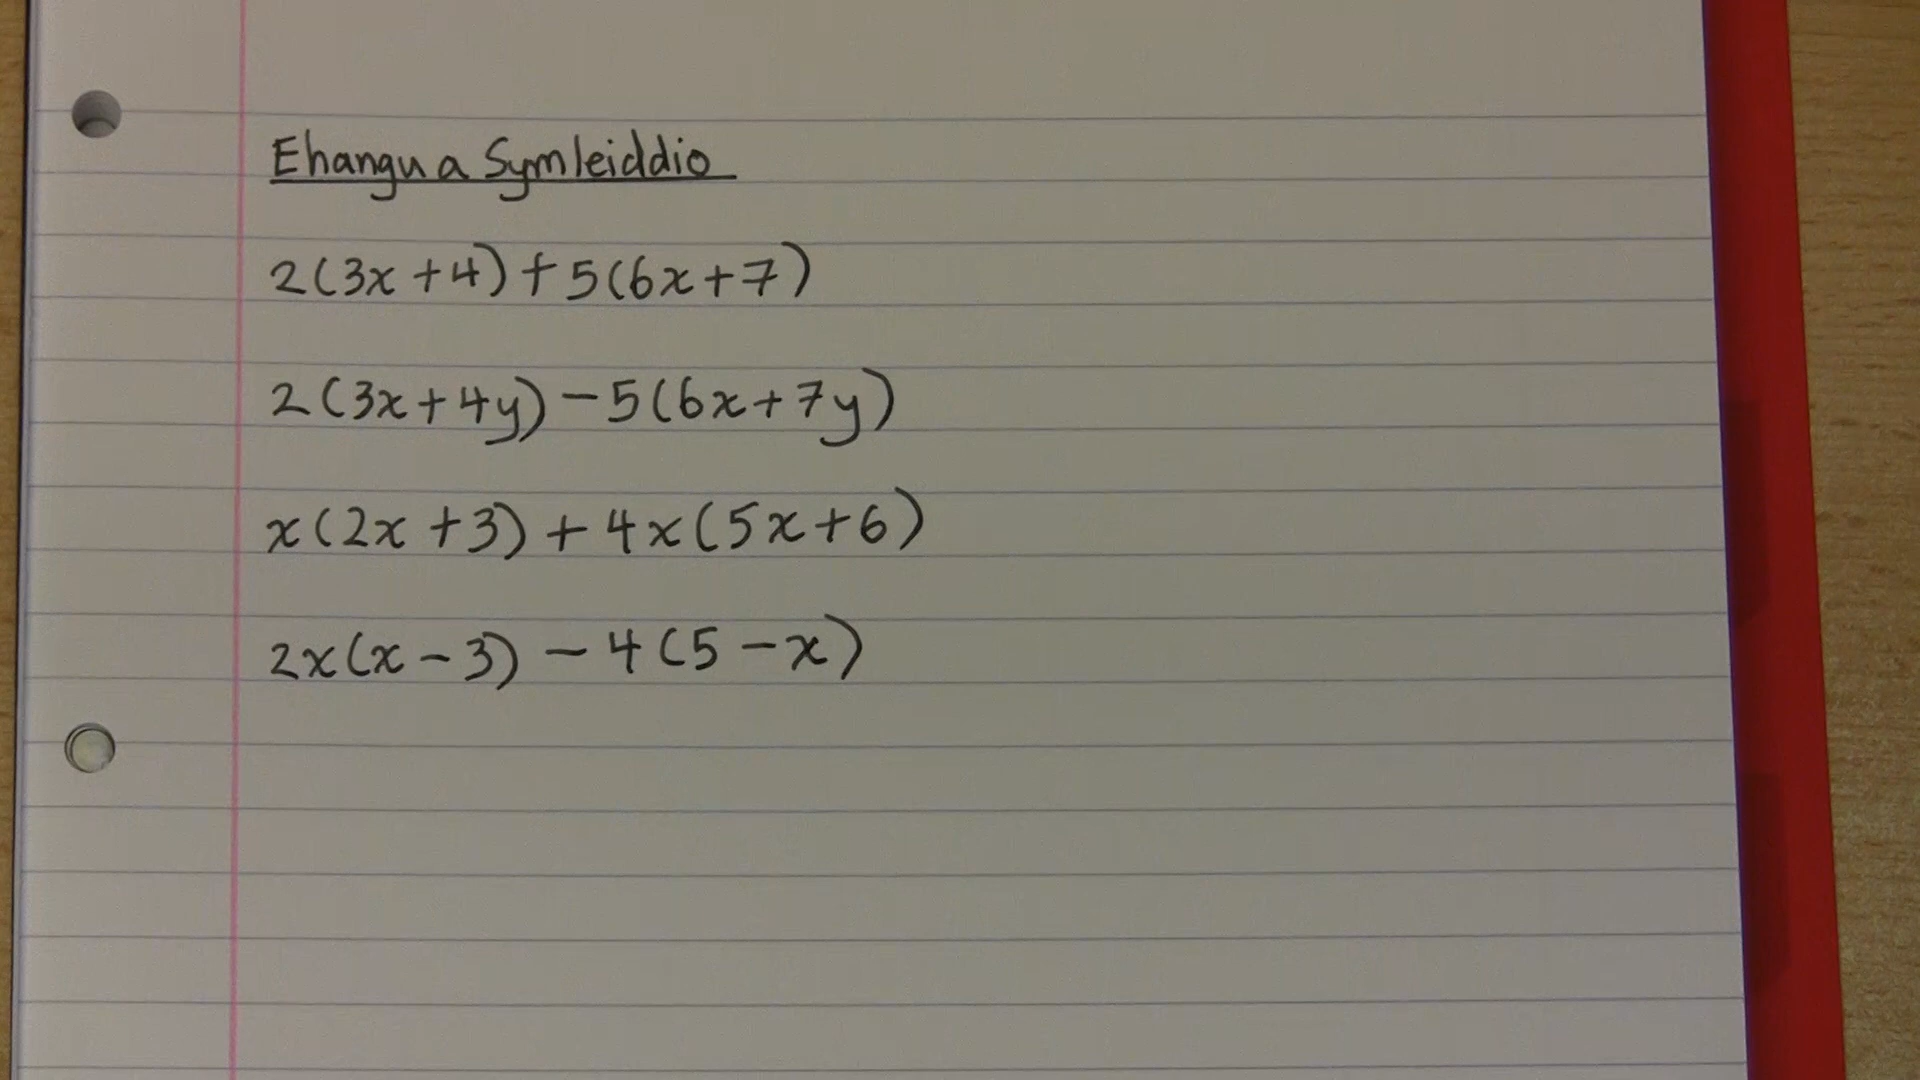 Ehangu a Symleiddio
2(3x+4)+5(6x+7)
2(3x+4y)-5(6x+7y)
x(2x+3)+4x(5x+6)
2x(x-3)-4(5-x)